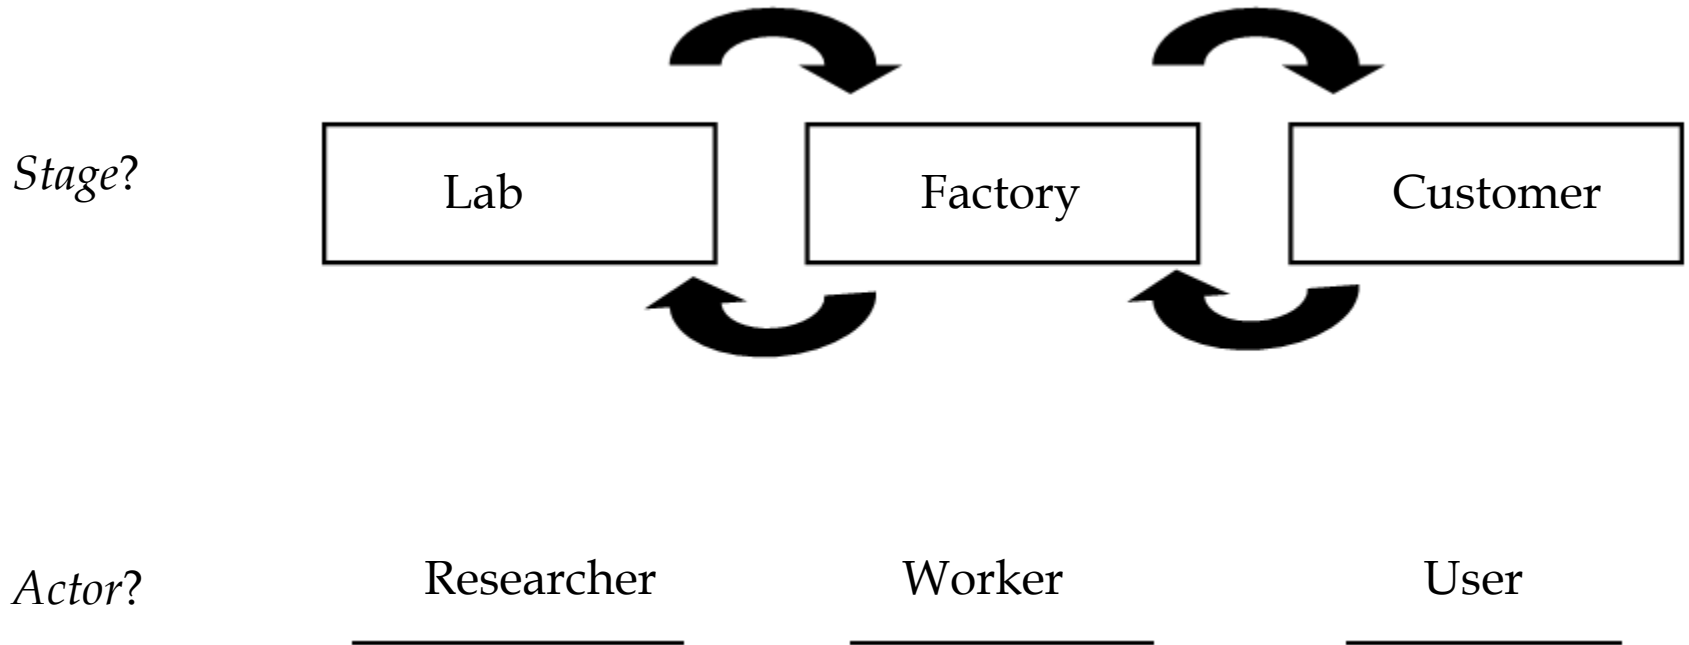 Stage?
Lab
Factory
Customer
Actor?
Researcher
Worker
User